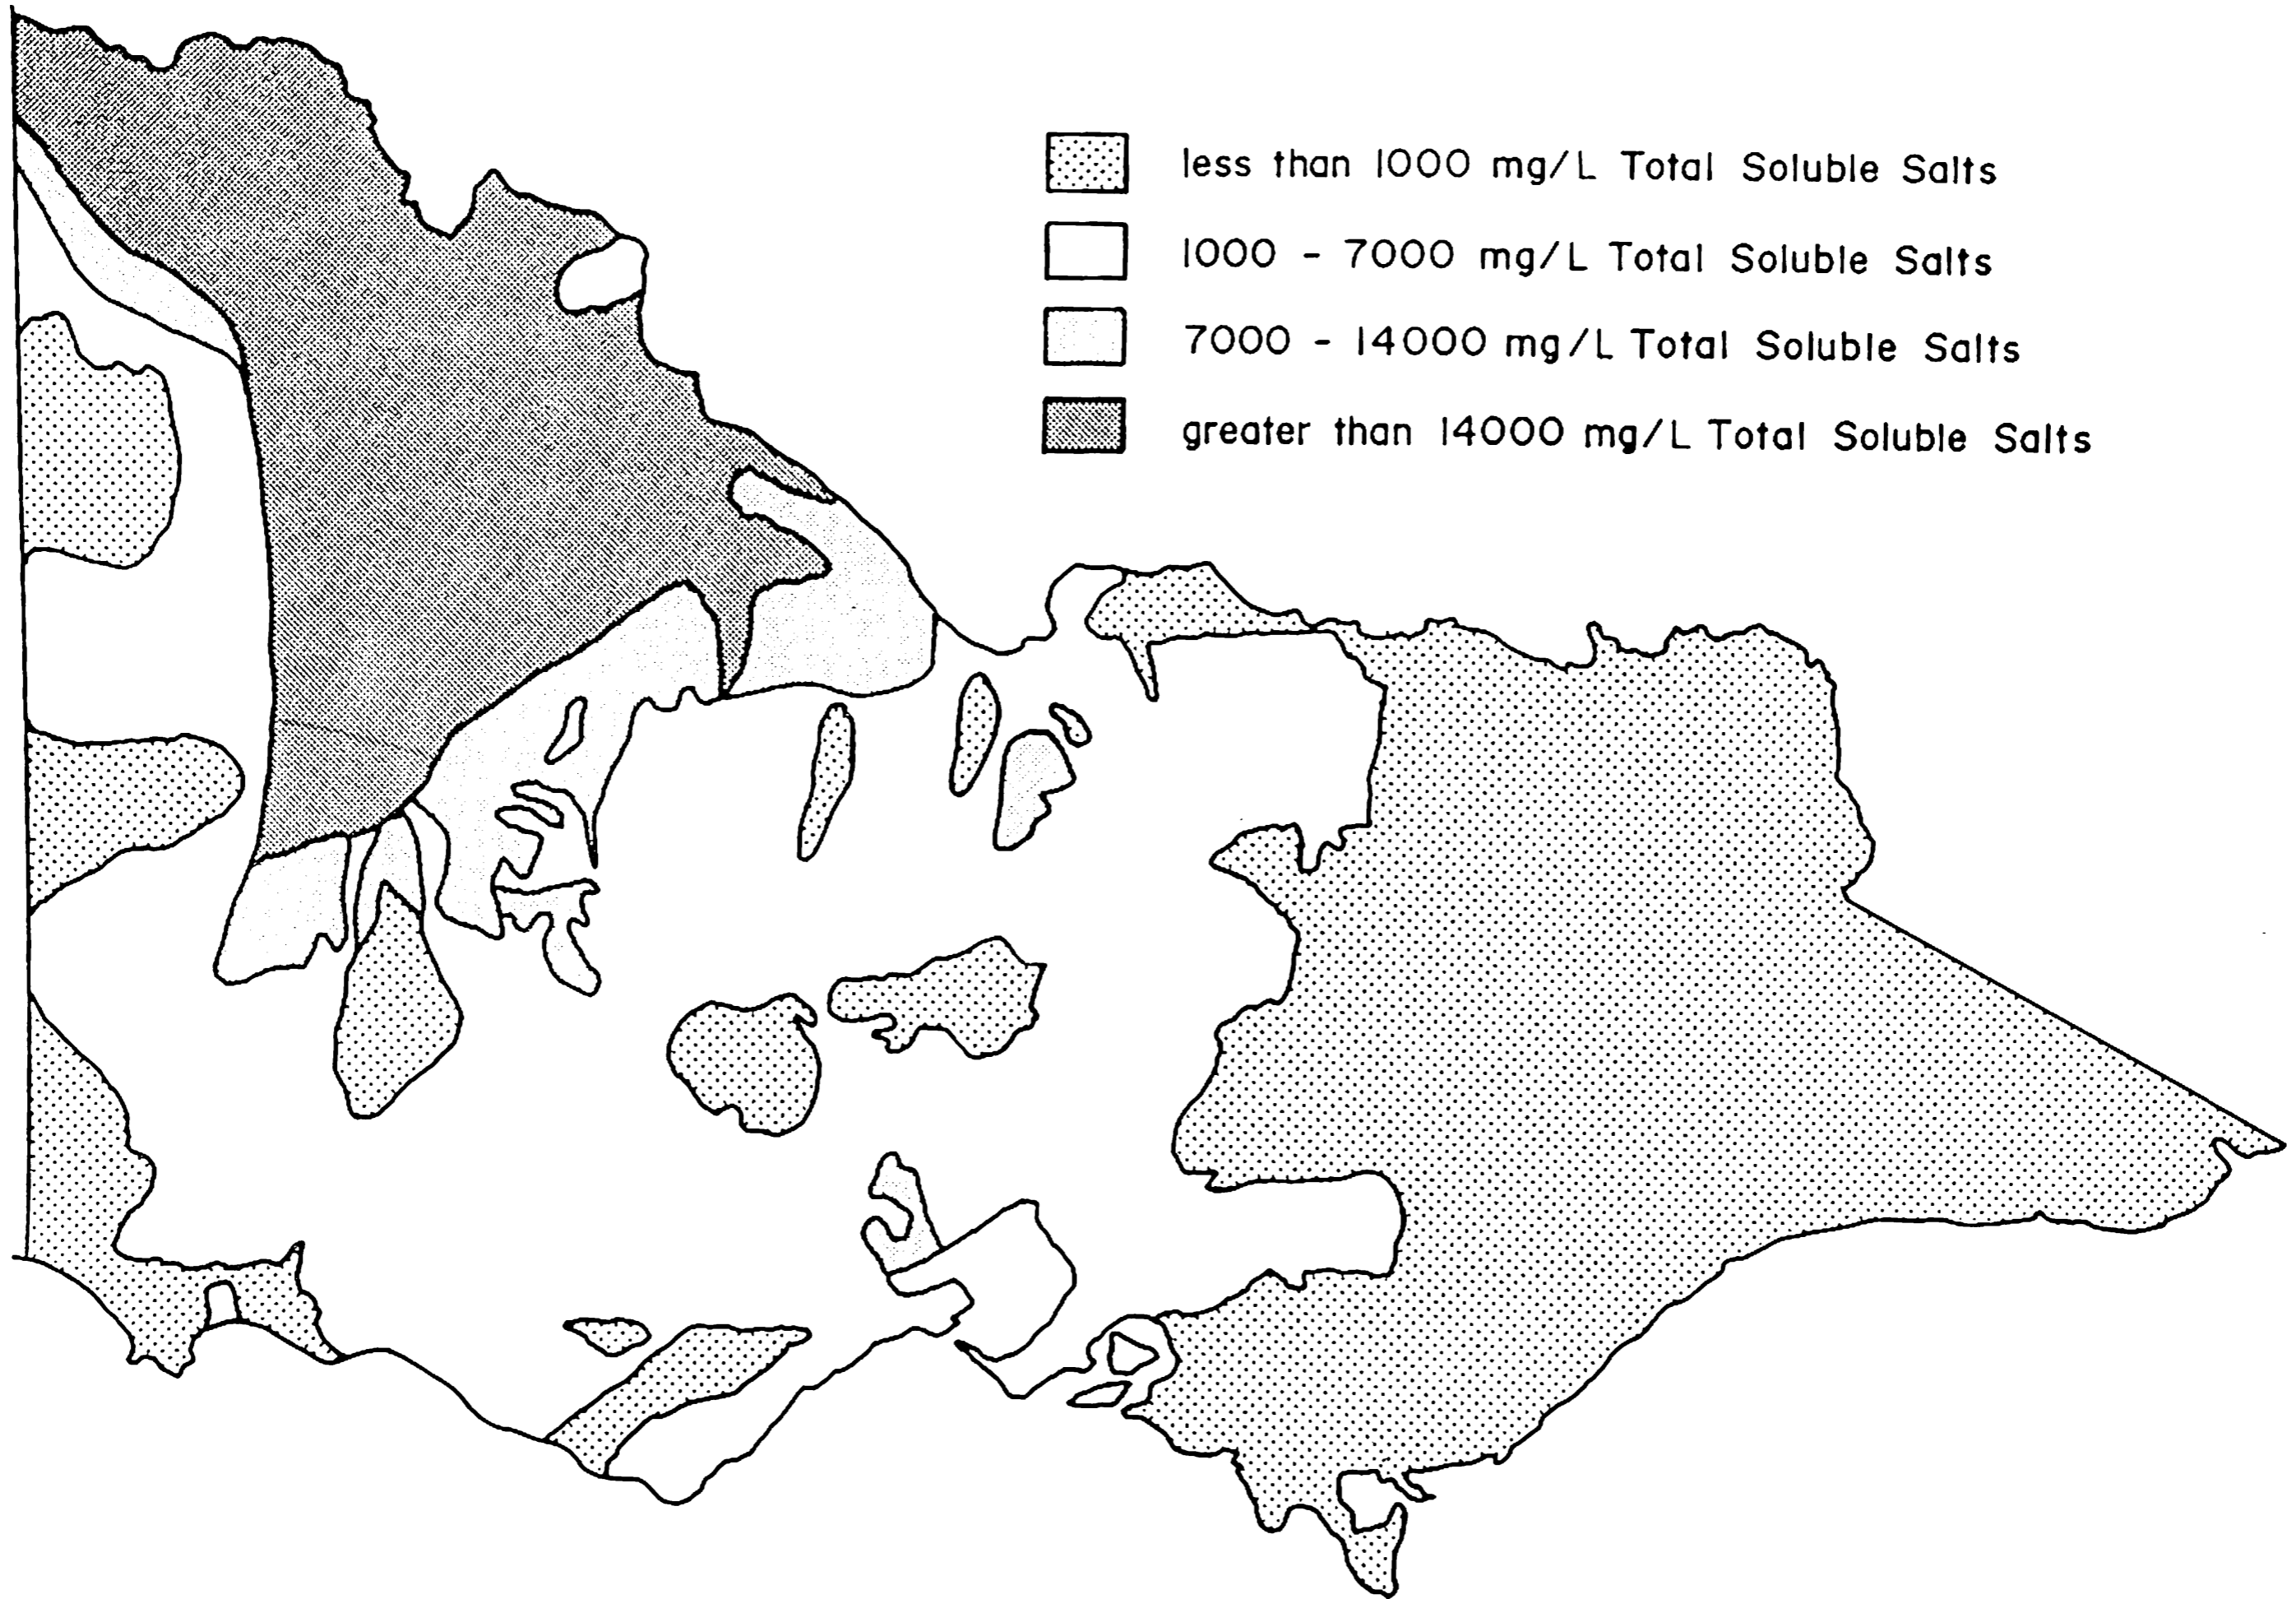 less than 1000 mg/L Total Soluble Salts
1000 - 7000 mg/L Total Soluble Salts
7000 - 14000 mg/L Total Soluble Salts
greater than 14000 mg/L Total Soluble Salts